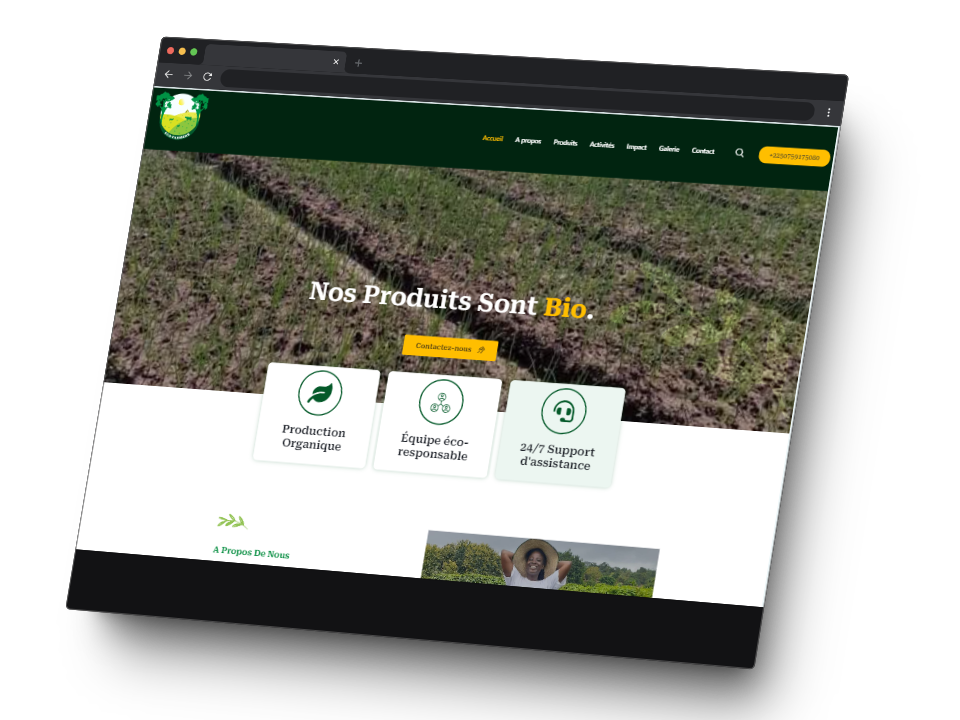 Accueil A propos Produits Activités Impact Galerie Contact +2250759175080
Nos Produits Sont Bio.
Contactez-nous
Production
Organique
Équipe éco-
responsable
24/7 Support
d'assistance
A Propos De Nous